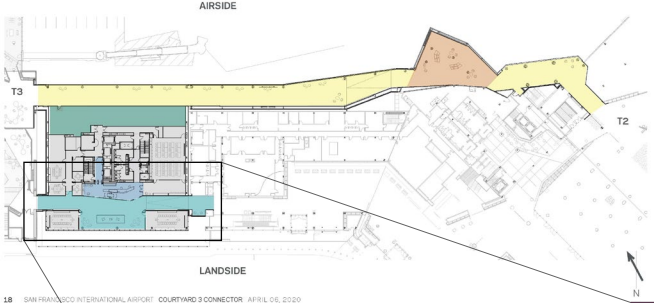 AIRSIDE
T3
T2
LANDSIDE
N
18 SAN FRANCISCO INTERNATIONAL AIRPORT COURTYARD 3 CONNECTOR APRIL 06, 2020